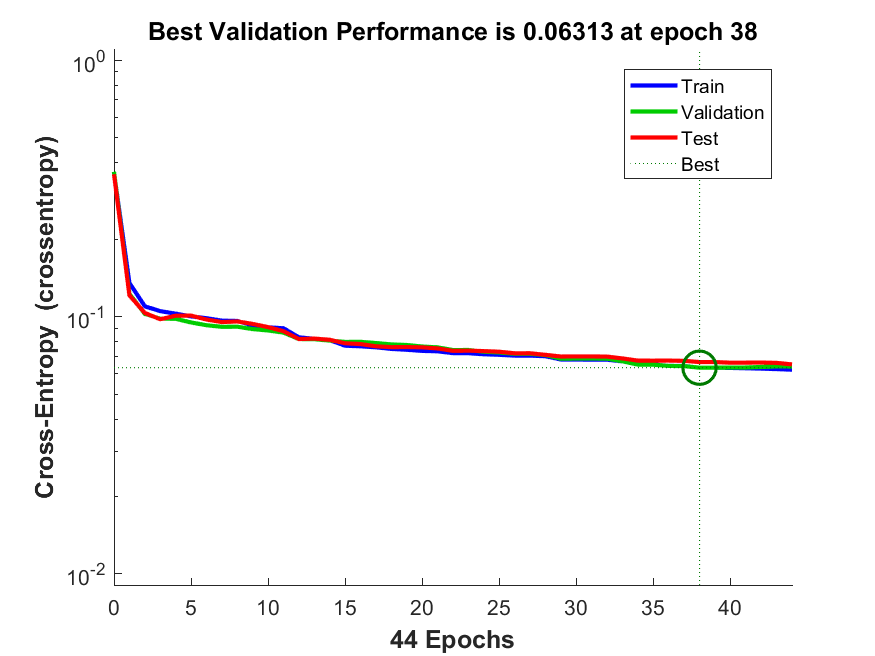 Best Validation Performance is 0.06313 at epoch 38
10^0
10^-1
10^-2
Cross-Entropy (crossentropy)
Train
Validation
Test
Best
0 5 10 15 20 25 30 35 40
44 Epochs